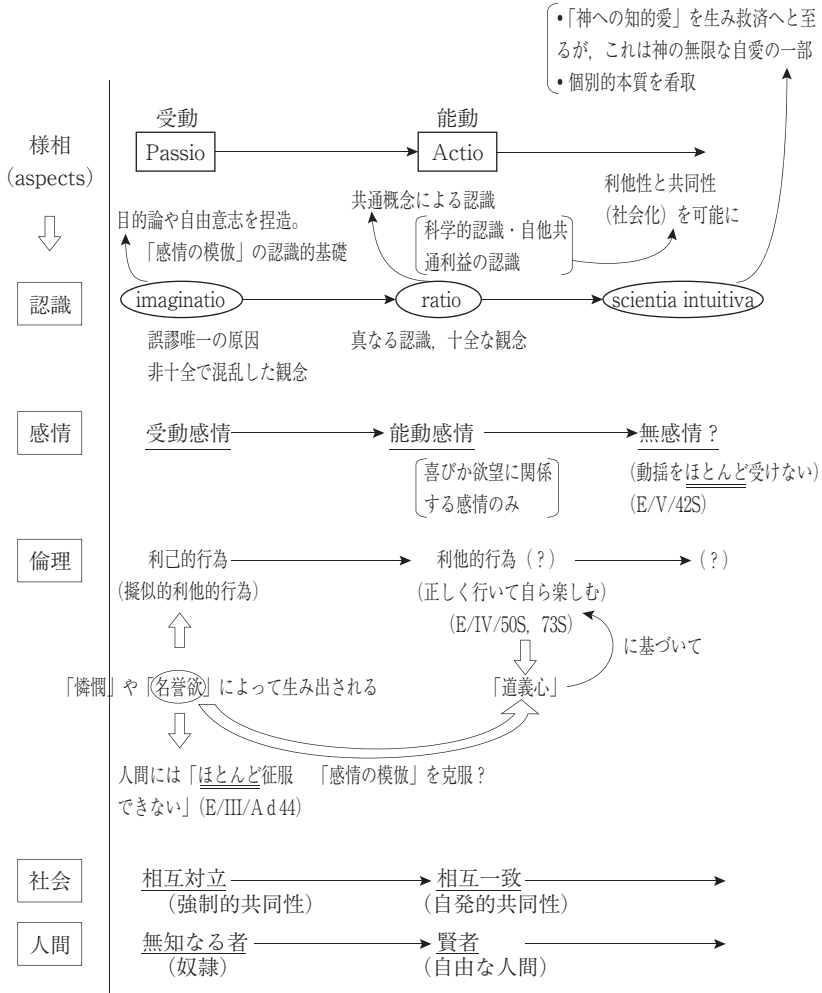 •「神への知的愛」を生み救済へと至
るが，これは神の無限な自愛の一部
• 個別的本質を看取
様相
(aspects)
受動
Passio
能動
Actio
目的論や自由意志を捏造。
「感情の模倣」の認識的基礎
共通概念による認識
科学的認識・自他共
通利益の認識
利他性と共同性
(社会化) を可能に
認識
imaginatio
ratio
scientia intuitiva
誤謬唯一の原因
非十全で混乱した観念
真なる認識，十全な観念
感情
受動感情
能動感情
無感情？
喜びか欲望に関係
する感情のみ
(動揺をほとんど受けない)
(E/V/42S)
倫理
利己的行為
利他的行為（？）
（？）
(擬似的利他的行為)
(正しく行いて自ら楽しむ)
(E/IV/50S, 73S)
に基づいて
「憐憫」や「名誉欲」によって生み出される
「道義心」
人間には「ほとんど征服
できない」(E/III/Ad44)
「感情の模倣」を克服？
社会
相互対立
相互一致
(強制的共同性)
(自発的共同性)
人間
無知なる者
賢者
(奴隷)
(自由な人間)